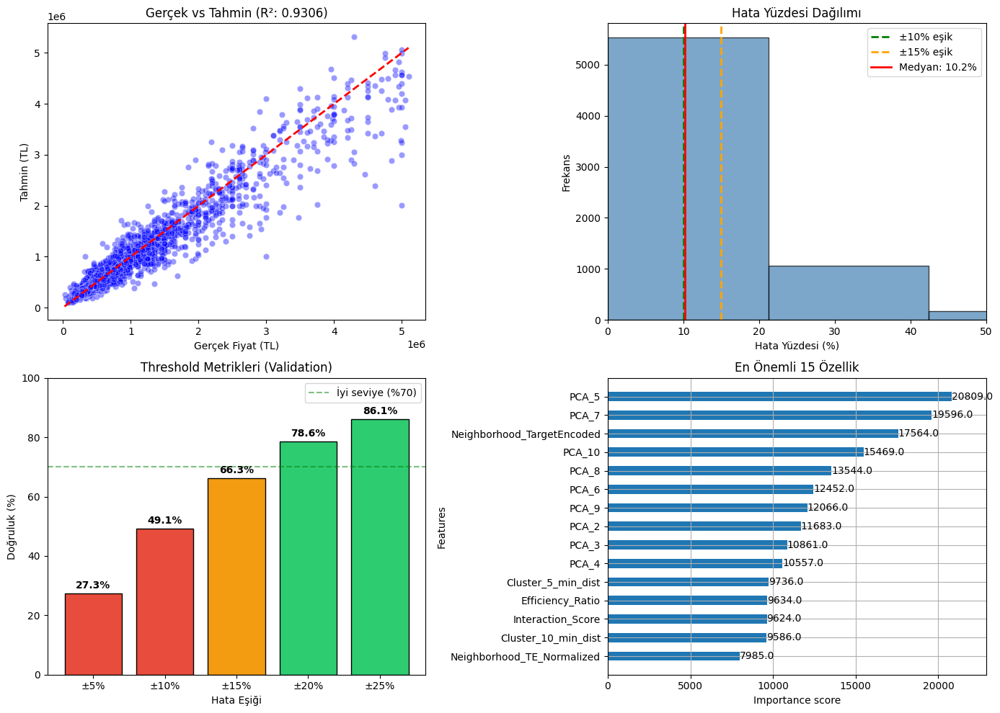 Gerçek vs Tahmin (R²: 0.9306)
1e6
5
4
3
2
1
0
Tahmin (TL)
0 1 2 3 4 5
1e6
Gerçek Fiyat (TL)
Hata Yüzdesi Dağılımı
±10% eşik
±15% eşik
Medyan: 10.2%
5000
4000
3000
2000
1000
0
Frekans
0 10 20 30 40 50
Hata Yüzdesi (%)
Threshold Metrikleri (Validation)
İyi seviye (%70)
100
80
60
40
20
0
Doğruluk (%)
27.3%
49.1%
66.3%
78.6%
86.1%
±5% ±10% ±15% ±20% ±25%
Hata Eşiği
En Önemli 15 Özellik
Features
PCA_5 20809.0
PCA_7 19596.0
Neighborhood_TargetEncoded 17564.0
PCA_10 15469.0
PCA_8 13544.0
PCA_6 12452.0
PCA_9 12066.0
PCA_2 11683.0
PCA_3 10861.0
PCA_4 10557.0
Cluster_5_min_dist 9736.0
Efficiency_Ratio 9634.0
Interaction_Score 9624.0
Cluster_10_min_dist 9586.0
Neighborhood_TE_Normalized 7985.0
0 5000 10000 15000 20000
Importance score